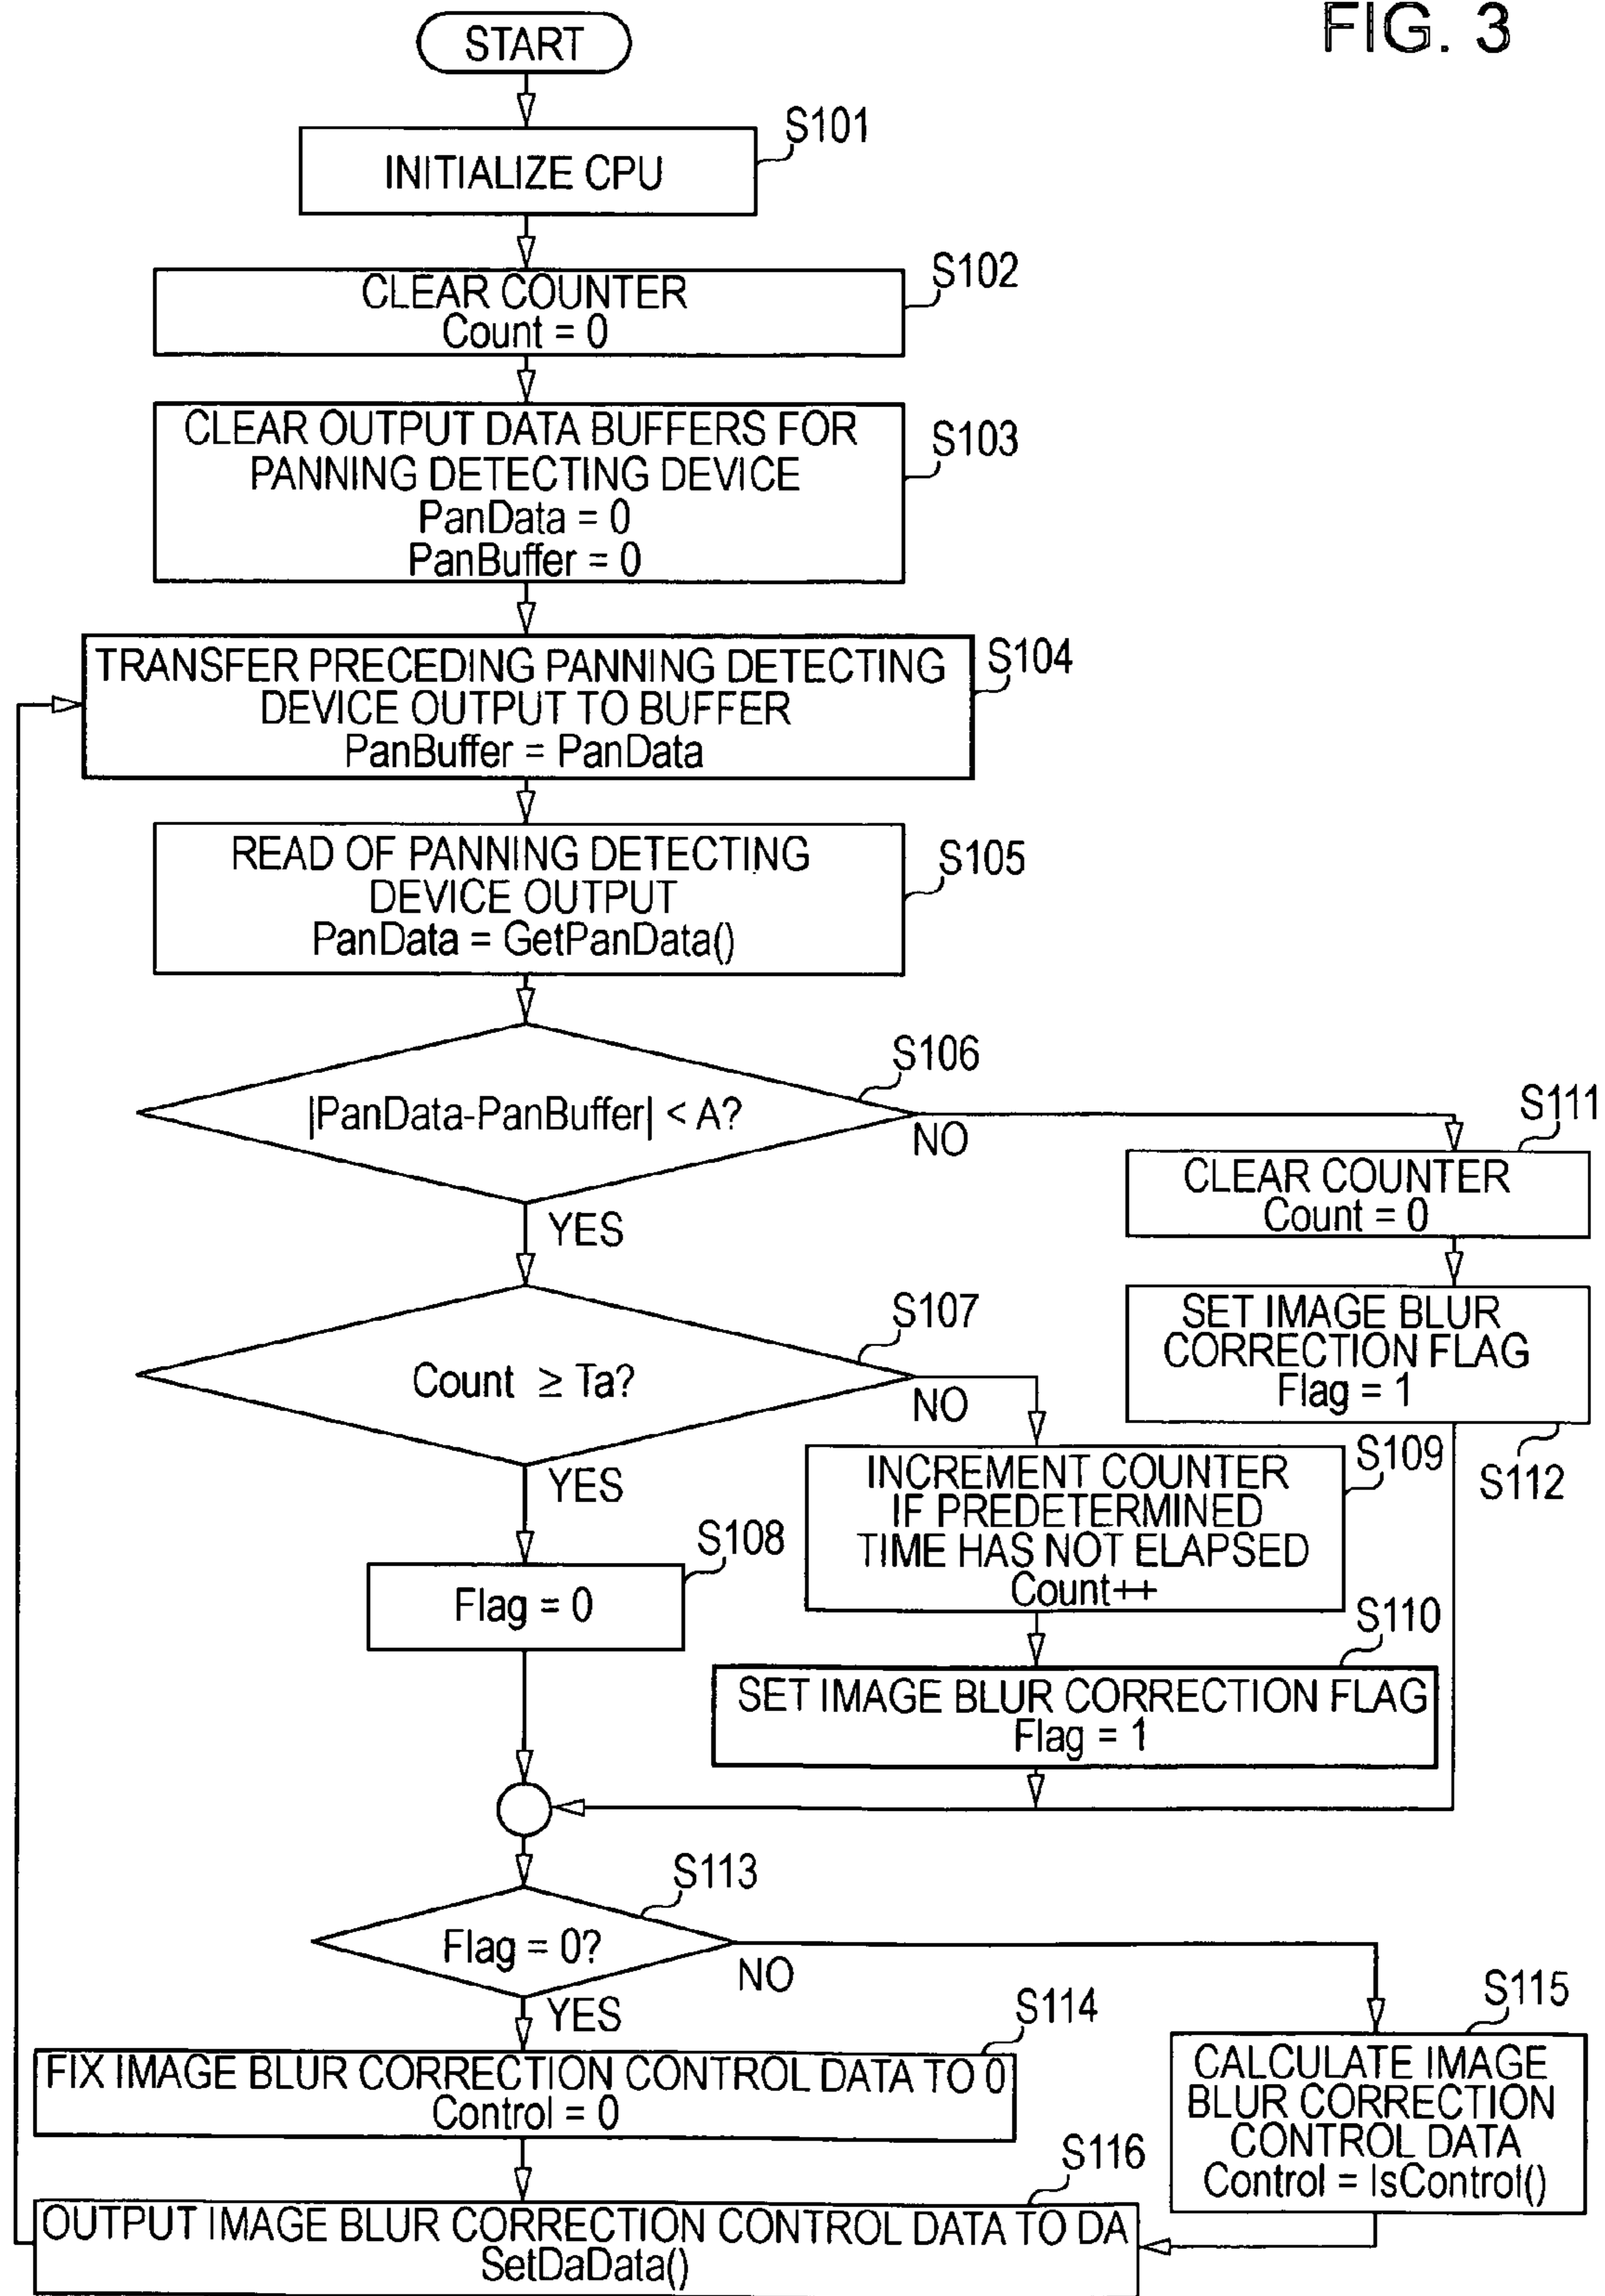 FIG. 3
START
S101
INITIALIZE CPU
S102
CLEAR COUNTER
Count = 0
S103
CLEAR OUTPUT DATA BUFFERS FOR
PANNING DETECTING DEVICE
PanData = 0
PanBuffer = 0
S104
TRANSFER PRECEDING PANNING DETECTING
DEVICE OUTPUT TO BUFFER
PanBuffer = PanData
S105
READ OF PANNING DETECTING
DEVICE OUTPUT
PanData = GetPanData()
S106
|PanData-PanBuffer| < A?
NO
YES
S111
CLEAR COUNTER
Count = 0
SET IMAGE BLUR
CORRECTION FLAG
Flag = 1
S112
S107
Count ≥ Ta?
NO
YES
S109
INCREMENT COUNTER
IF PREDETERMINED
TIME HAS NOT ELAPSED
Count++
S108
Flag = 0
S110
SET IMAGE BLUR CORRECTION FLAG
Flag = 1
S113
Flag = 0?
NO
YES
S114
FIX IMAGE BLUR CORRECTION CONTROL DATA TO 0
Control = 0
S115
CALCULATE IMAGE
BLUR CORRECTION
CONTROL DATA
Control = IsControl()
S116
OUTPUT IMAGE BLUR CORRECTION CONTROL DATA TO DA
SetDaData()